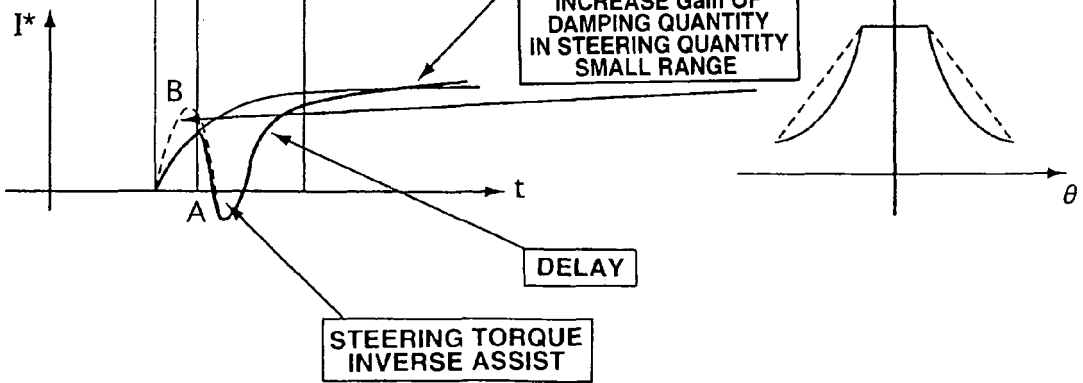 I*
INCREASE Gain OF
DAMPING QUANTITY
IN STEERING QUANTITY
SMALL RANGE
B
A
t
θ
DELAY
STEERING TORQUE
INVERSE ASSIST